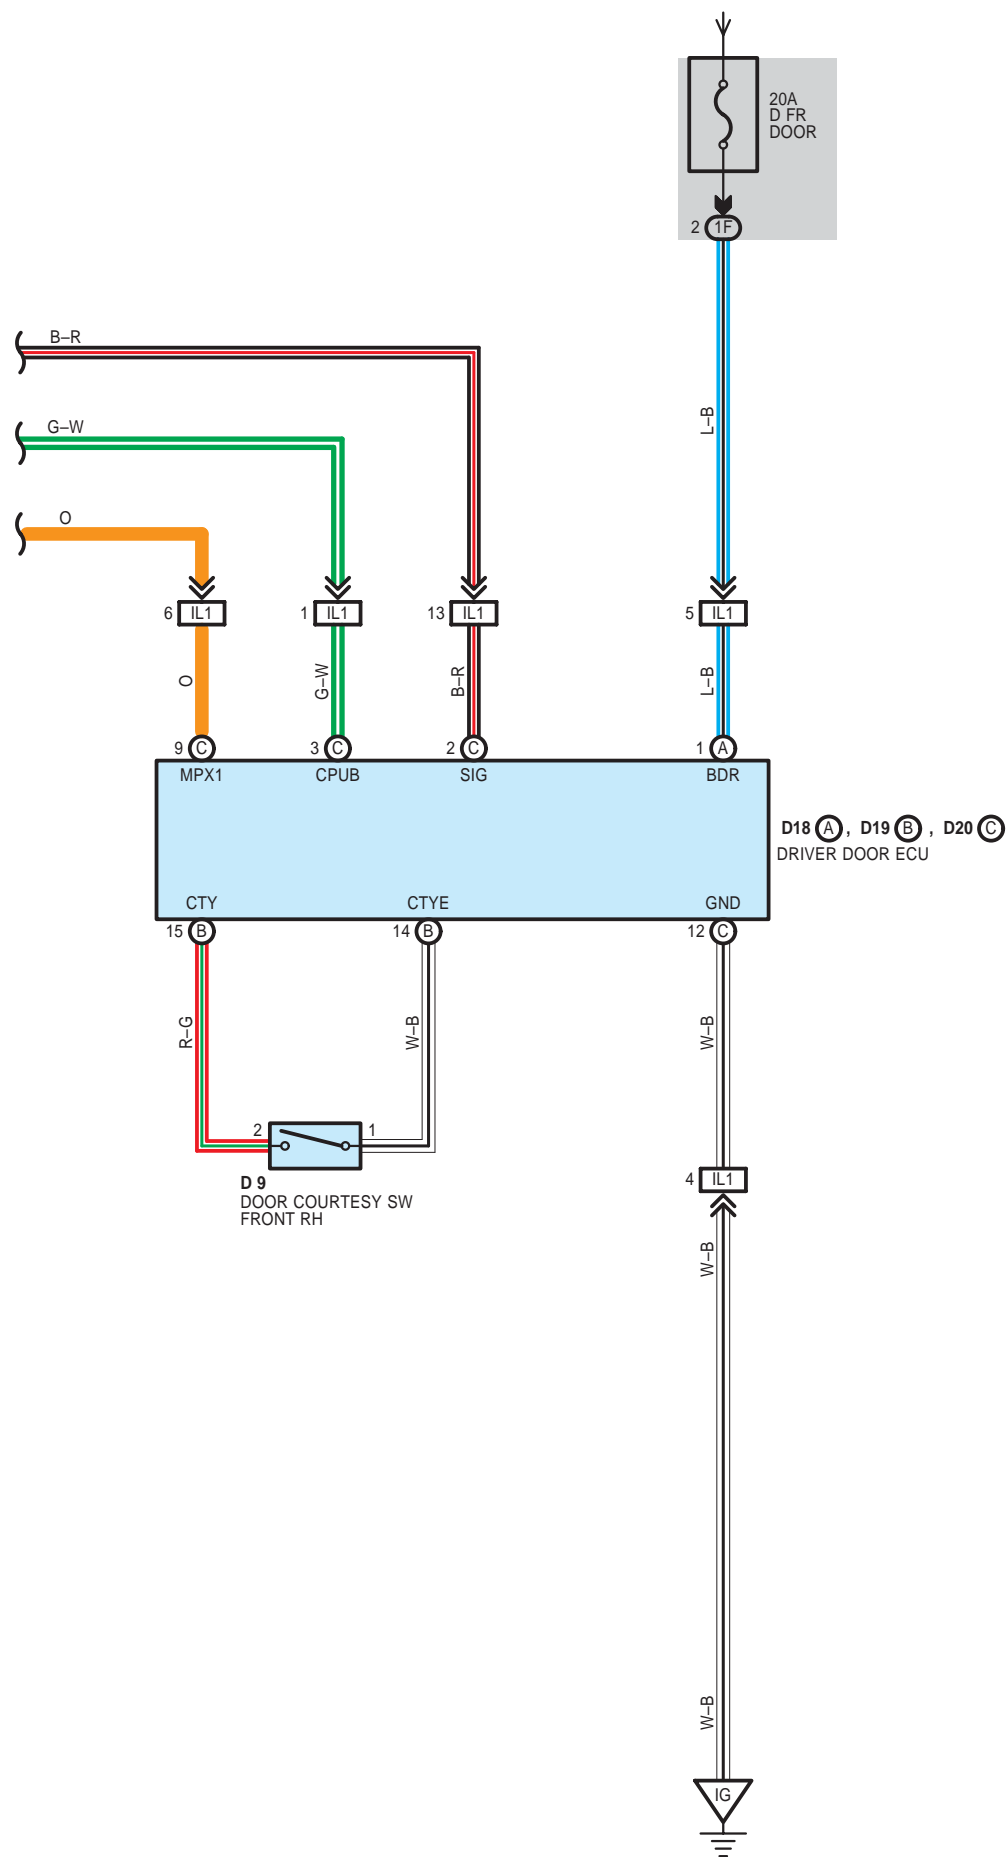 20A
D FR
DOOR
2 1F
B–R
G–W
O
L–B
6 IL1 1 IL1 13 IL1 5 IL1
O G–W B–R L–B
9 C 3 C 2 C 1 A
MPX1 CPUB SIG BDR
D18 A , D19 B , D20 C
DRIVER DOOR ECU
CTY CTYE GND
15 B 14 B 12 C
R–G W–B W–B
2 1
D 9
DOOR COURTESY SW
FRONT RH
4 IL1
W–B
W–B
IG